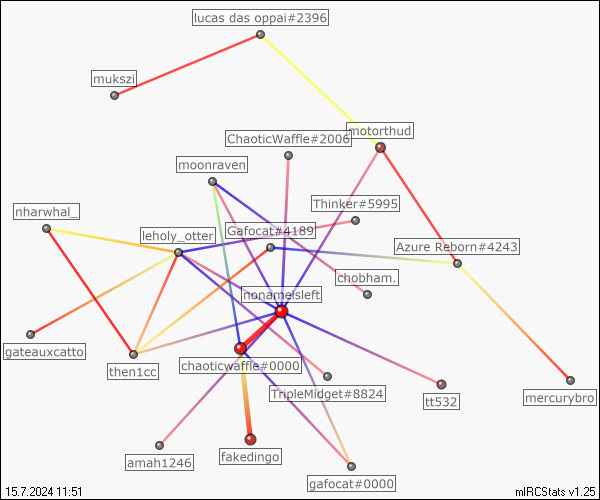 lucas das oppai#2396
mukszi
motorthud
ChaoticWaffle#2006
moonraven
Thinker#5995
nharwhal_
Gafocat#4189
leholy_otter
Azure Reborn#4243
chobham.
nonameisleft
gateauxcatto
chaoticwaffle#0000
then1cc
TripleMidget#8824
tt532
mercurybro
fakedingo
amah1246
gafocat#0000
15.7.2024 11:51
mIRCStats v1.25